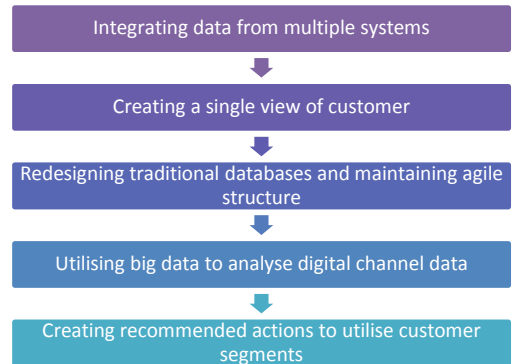 Integrating data from multiple systems
Creating a single view of customer
Redesigning traditional databases and maintaining agile
structure
Utilising big data to analyse digital channel data
Creating recommended actions to utilise customer
segments